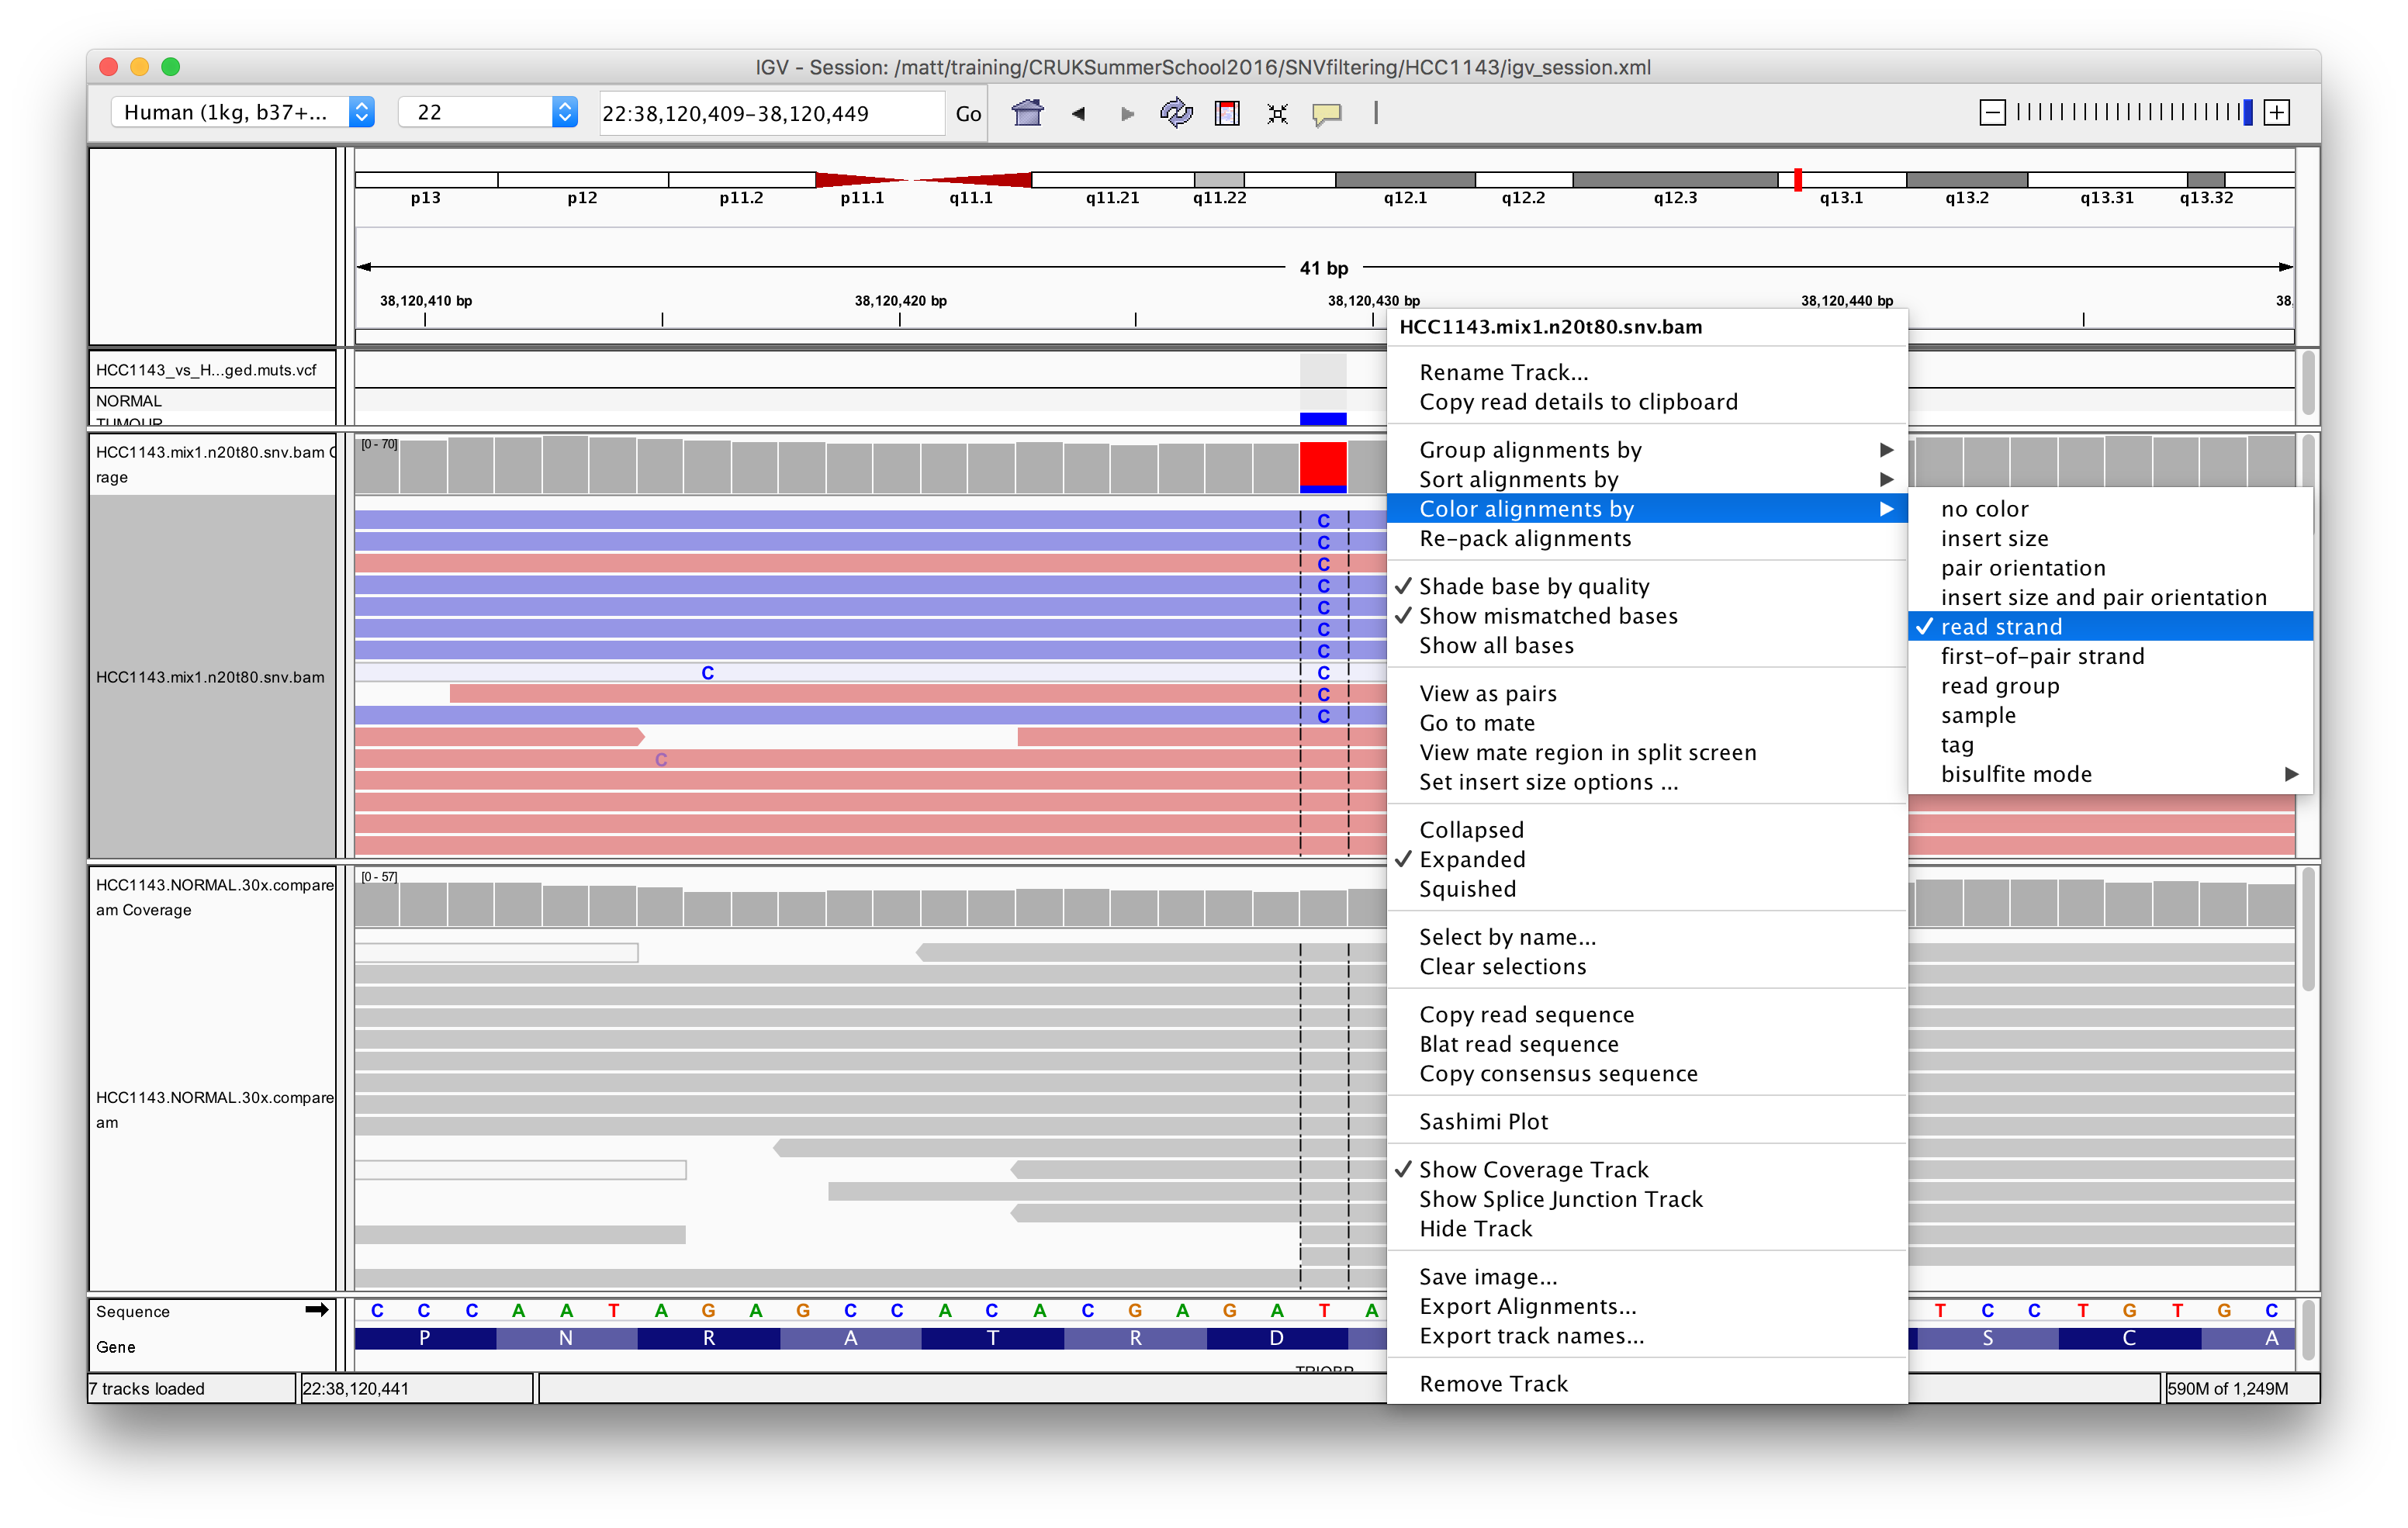 IGV - Session: /matt/training/CRUKSummerSchool2016/SNVfiltering/HCC1143/igv_session.xml
Human (1kg, b37+... 22 22:38,120,409-38,120,449 Go
p13 p12 p11.2 p11.1 q11.1 q11.21 q11.22 q12.1 q12.2 q12.3 q13.1 q13.2 q13.31 q13.32
41 bp
38,120,410 bp 38,120,420 bp 38,120,430 bp 38,120,440 bp 38,
HCC1143_vs_H...ged.muts.vcf
NORMAL
TUMOUR
HCC1143.mix1.n20t80.snv.bam C
rage
[0 - 70]
C
C
C
C
C
C
C
C C
C
C
C
HCC1143.mix1.n20t80.snv.bam
HCC1143.NORMAL.30x.compare
am Coverage
[0 - 57]
HCC1143.NORMAL.30x.compare
am
Sequence C C C A A T A G A G C C A C A C G A G A T A T C C T G T G C
Gene P N R A T R D S C A
TRIOBP
7 tracks loaded 22:38,120,441 590M of 1,249M
HCC1143.mix1.n20t80.snv.bam
Rename Track...
Copy read details to clipboard
Group alignments by
Sort alignments by
Color alignments by
Re-pack alignments
Shade base by quality
Show mismatched bases
Show all bases
View as pairs
Go to mate
View mate region in split screen
Set insert size options ...
Collapsed
Expanded
Squished
Select by name...
Clear selections
Copy read sequence
Blat read sequence
Copy consensus sequence
Sashimi Plot
Show Coverage Track
Show Splice Junction Track
Hide Track
Save image...
Export Alignments...
Export track names...
Remove Track
no color
insert size
pair orientation
insert size and pair orientation
read strand
first-of-pair strand
read group
sample
tag
bisulfite mode